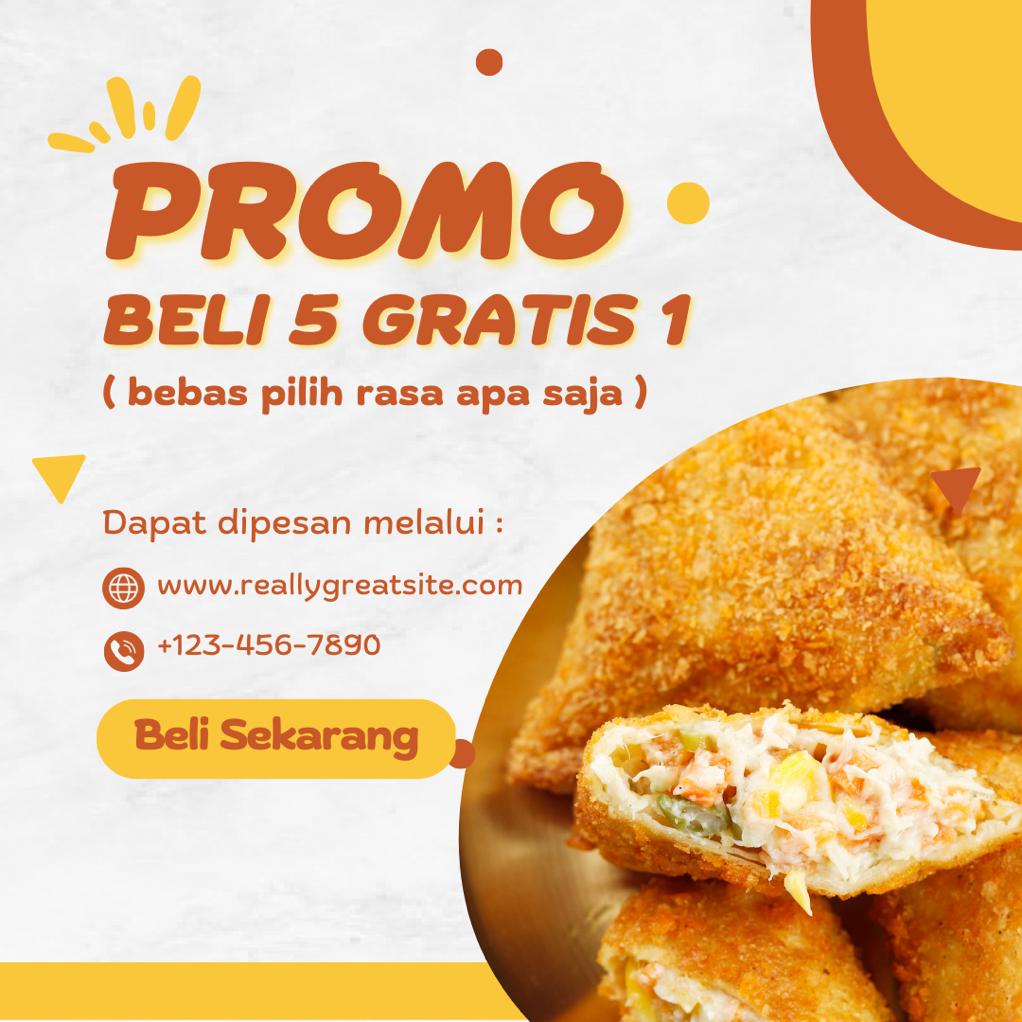 PROMO
BELI 5 GRATIS 1
( bebas pilih rasa apa saja )
Dapat dipesan melalui :
www.reallygreatsite.com
+123-456-7890
Beli Sekarang